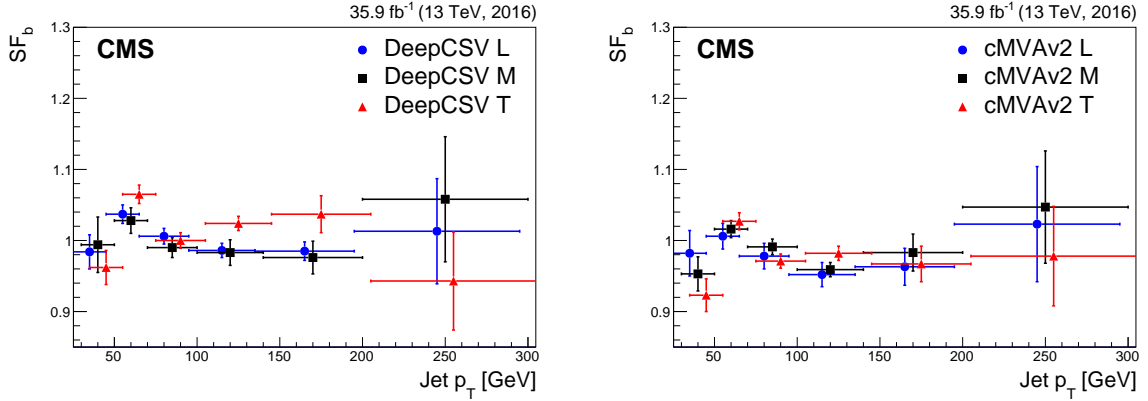 35.9 fb⁻¹ (13 TeV, 2016)
SF_b
1.3
1.2
1.1
1
0.9
CMS
DeepCSV L
DeepCSV M
DeepCSV T
50 100 150 200 250 300
Jet p_T [GeV]
35.9 fb⁻¹ (13 TeV, 2016)
SF_b
1.3
1.2
1.1
1
0.9
CMS
cMVAv2 L
cMVAv2 M
cMVAv2 T
50 100 150 200 250 300
Jet p_T [GeV]